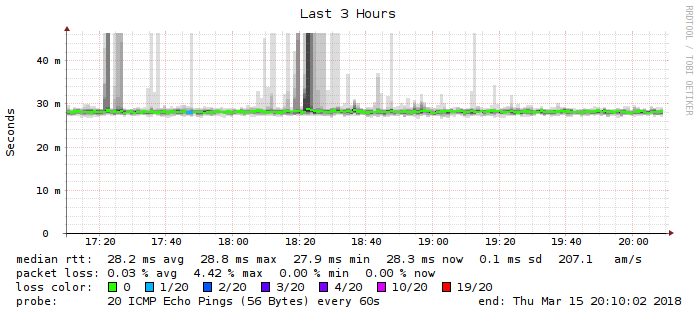 Last 3 Hours
RRDTOOL / TOBI OETIKER
Seconds
40 m
30 m
20 m
10 m
0
17:20 17:40 18:00 18:20 18:40 19:00 19:20 19:40 20:00
median rtt: 28.2 ms avg 28.8 ms max 27.9 ms min 28.3 ms now 0.1 ms sd 207.1 am/s
packet loss: 0.03 % avg 4.42 % max 0.00 % min 0.00 % now
loss color: 0 1/20 2/20 3/20 4/20 10/20 19/20
probe: 20 ICMP Echo Pings (56 Bytes) every 60s end: Thu Mar 15 20:10:02 2018